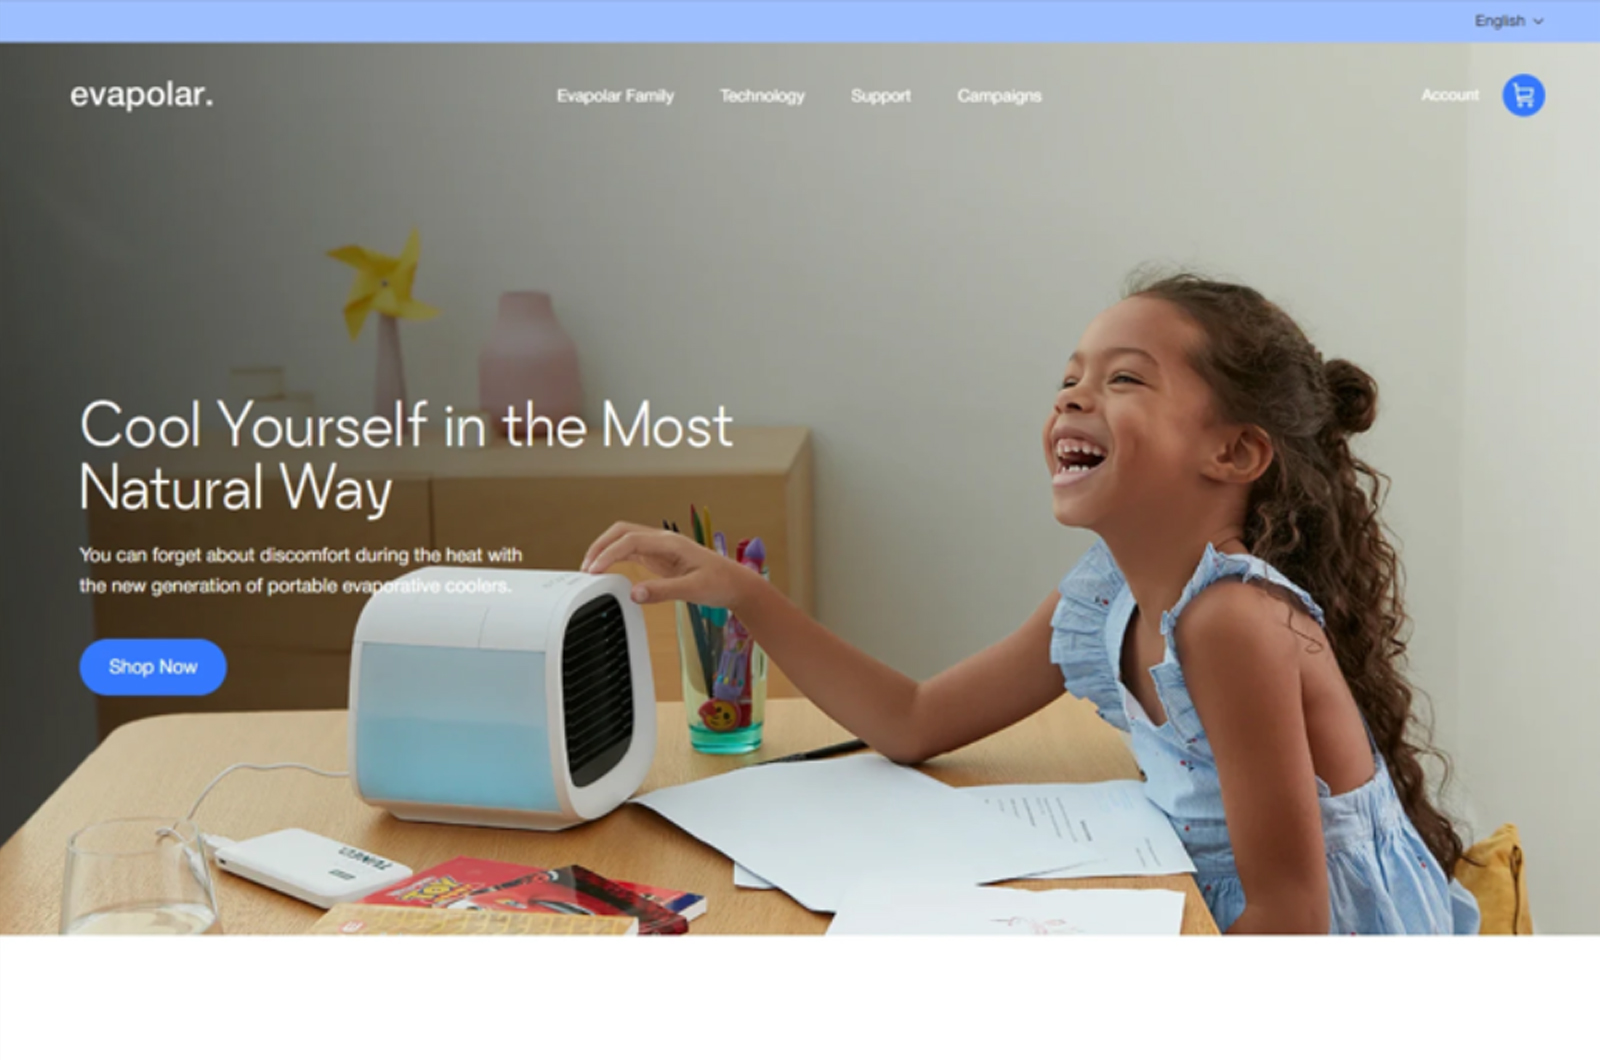 English
evapolar.
Evapolar Family
Technology
Support
Campaigns
Account
Cool Yourself in the Most
Natural Way
You can forget about discomfort during the heat with
the new generation of portable evaporative coolers.
Shop Now
TOY